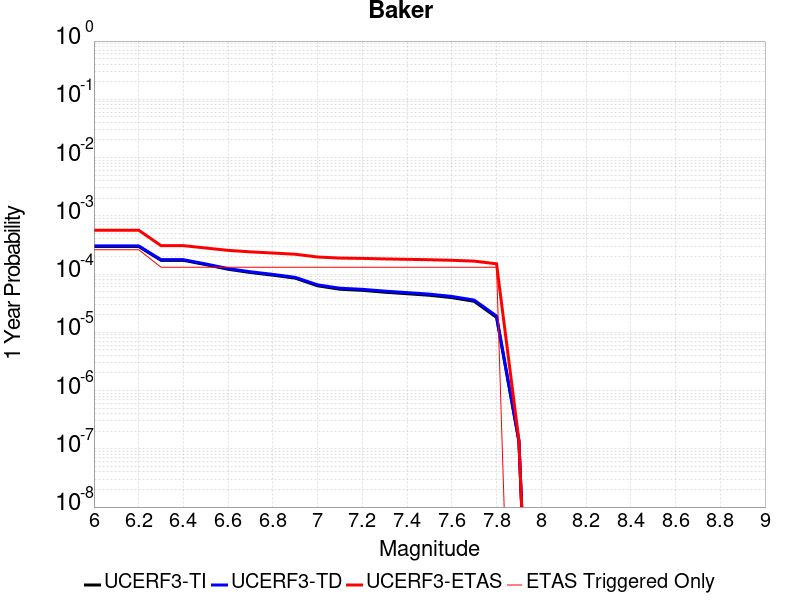 Baker
10^0
10^-1
10^-2
10^-3
10^-4
10^-5
10^-6
10^-7
10^-8
1 Year Probability
6 6.2 6.4 6.6 6.8 7 7.2 7.4 7.6 7.8 8 8.2 8.4 8.6 8.8 9
Magnitude
UCERF3-TI UCERF3-TD UCERF3-ETAS ETAS Triggered Only